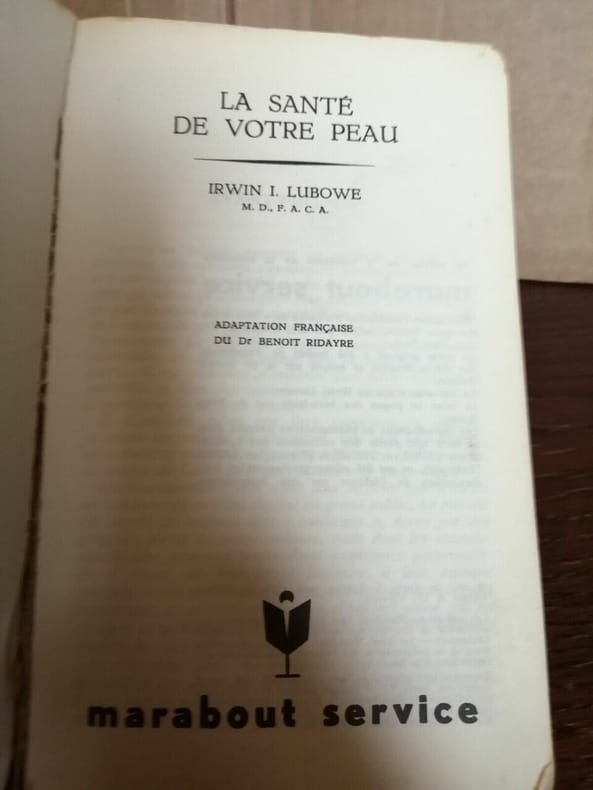 LA SANTÉ
DE VOTRE PEAU
IRWIN I. LUBOWE
M. D., F. A. C. A.
ADAPTATION FRANÇAISE
DU Dr BENOIT RIDAYRE
marabout service